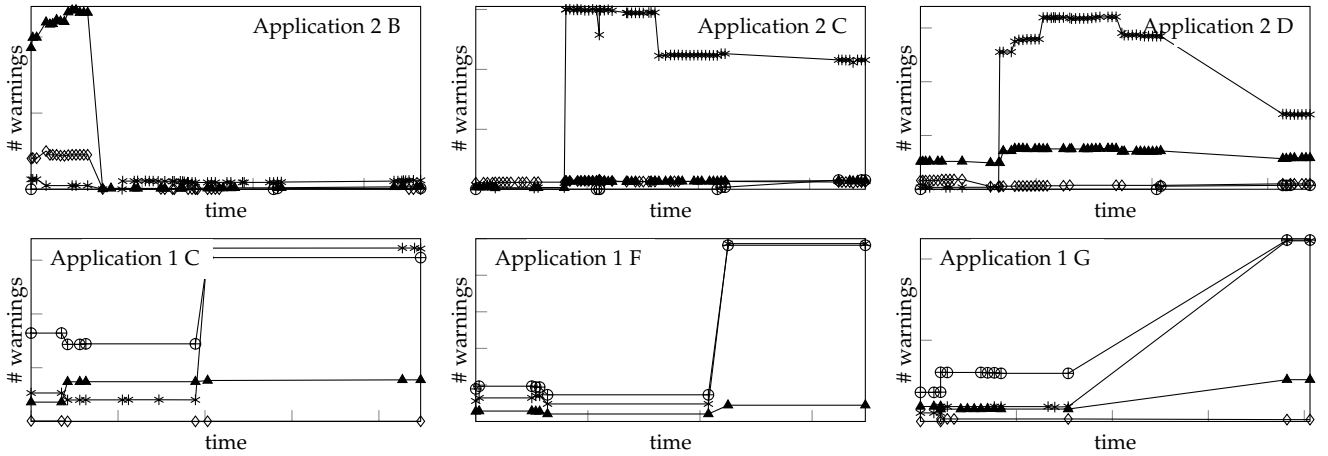 # warnings
Application 2 B
time
# warnings
Application 2 C
time
# warnings
Application 2 D
time
# warnings
Application 1 C
time
# warnings
Application 1 F
time
# warnings
Application 1 G
time